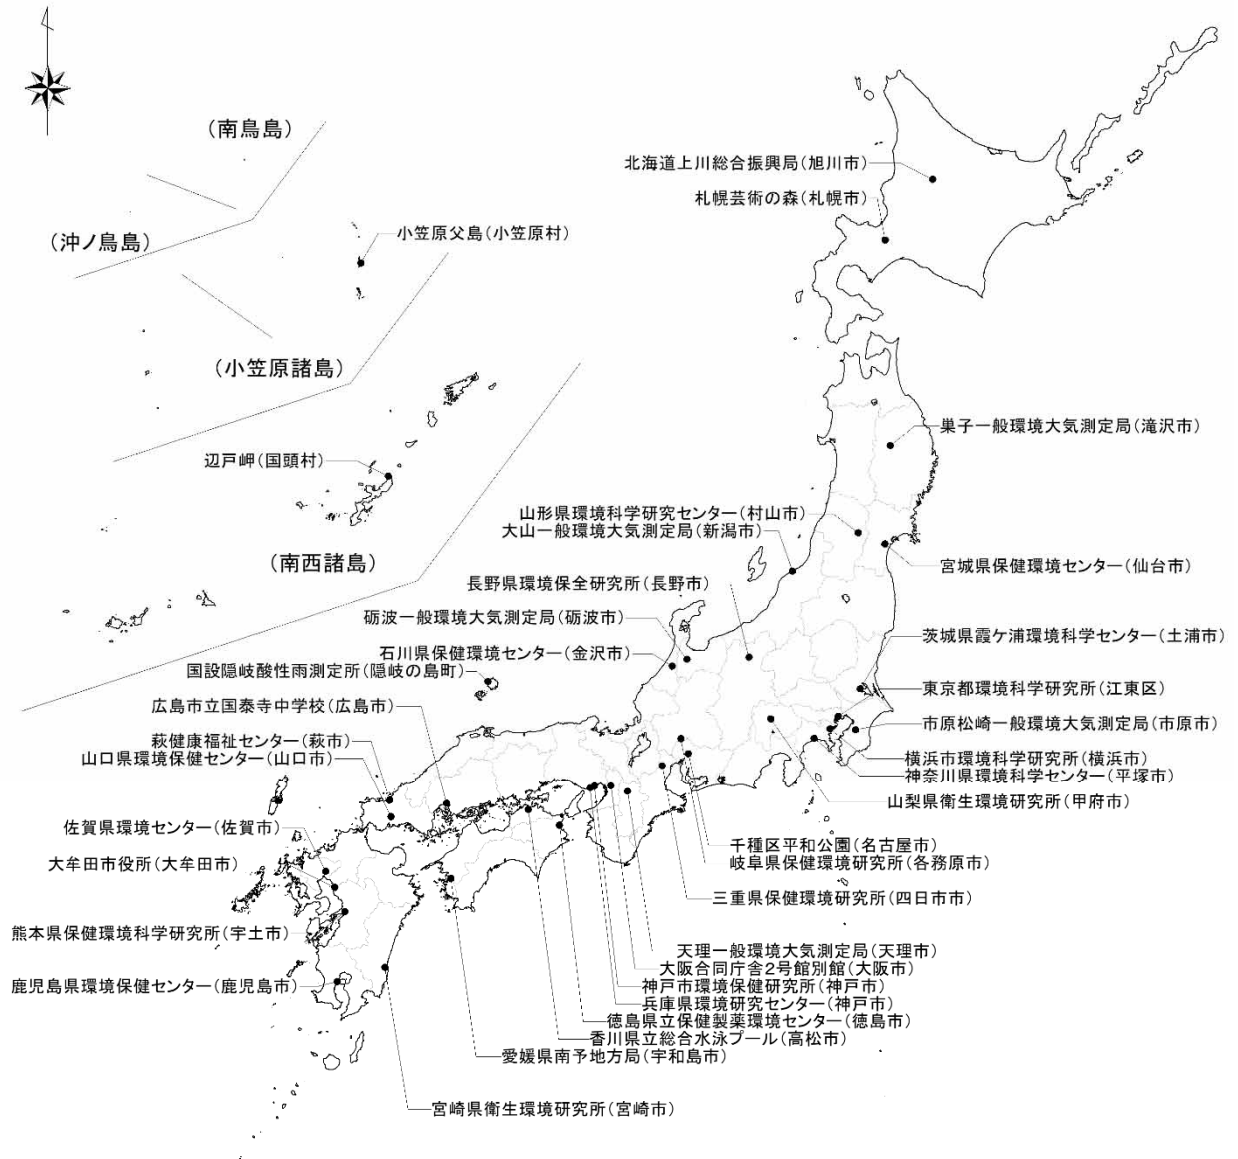 （南鳥島）
北海道上川総合振興局（旭川市）
札幌芸術の森（札幌市）
（沖ノ鳥島）
小笠原父島（小笠原村）
（小笠原諸島）
巣子一般環境大気測定局（滝沢市）
辺戸岬（国頭村）
山形県環境科学研究センター（村山市）
大山一般環境大気測定局（新潟市）
（南西諸島）
宮城県保健環境センター（仙台市）
長野県環境保全研究所（長野市）
砺波一般環境大気測定局（砺波市）
茨城県霞ケ浦環境科学センター（土浦市）
石川県保健環境センター（金沢市）
国設隠岐酸性雨測定所（隠岐の島町）
東京都環境科学研究所（江東区）
広島市立国泰寺中学校（広島市）
市原松崎一般環境大気測定局（市原市）
萩健康福祉センター（萩市）
山口県環境保健センター（山口市）
横浜市環境科学研究所（横浜市）
神奈川県環境科学センター（平塚市）
山梨県衛生環境研究所（甲府市）
佐賀県環境センター（佐賀市）
千種区平和公園（名古屋市）
大牟田市役所（大牟田市）
岐阜県保健環境研究所（各務原市）
三重県保健環境研究所（四日市市）
熊本県保健環境科学研究所（宇土市）
天理一般環境大気測定局（天理市）
大阪合同庁舎2号館別館（大阪市）
鹿児島県環境保健センター（鹿児島市）
神戸市環境保健研究所（神戸市）
兵庫県環境研究センター（神戸市）
徳島県立保健製薬環境センター（徳島市）
香川県立総合水泳プール（高松市）
愛媛県南予地方局（宇和島市）
宮崎県衛生環境研究所（宮崎市）